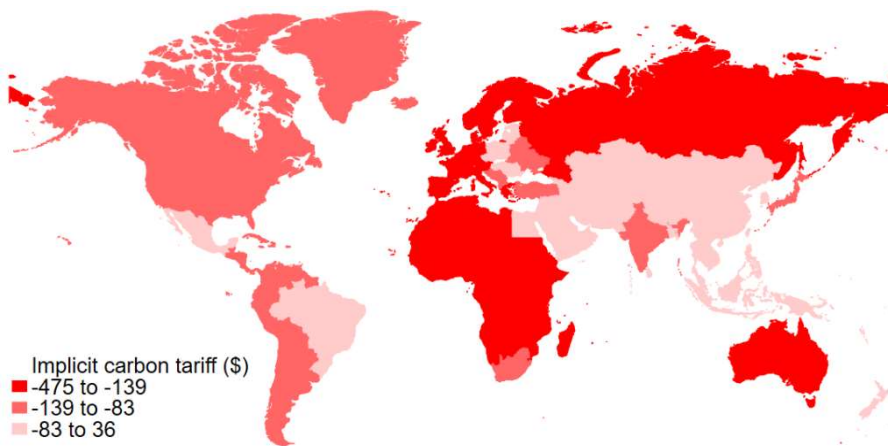 Implicit carbon tariff ($)
-475 to -139
-139 to -83
-83 to 36